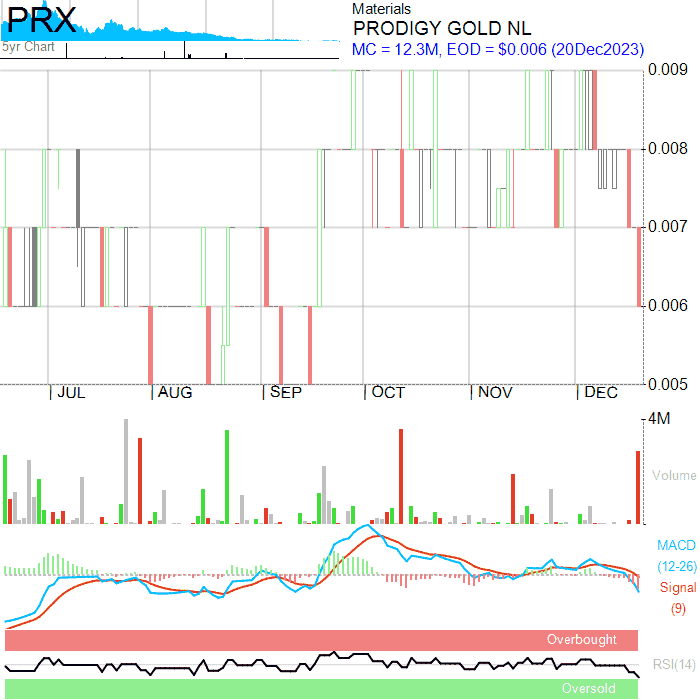 PRX
5yr Chart
Materials
PRODIGY GOLD NL
MC = 12.3M, EOD = $0.006 (20Dec2023)
0.009
0.008
0.007
0.006
0.005
JUL AUG SEP OCT NOV DEC
4M
Volume
MACD
(12-26)
Signal
(9)
Overbought
RSI(14)
Oversold